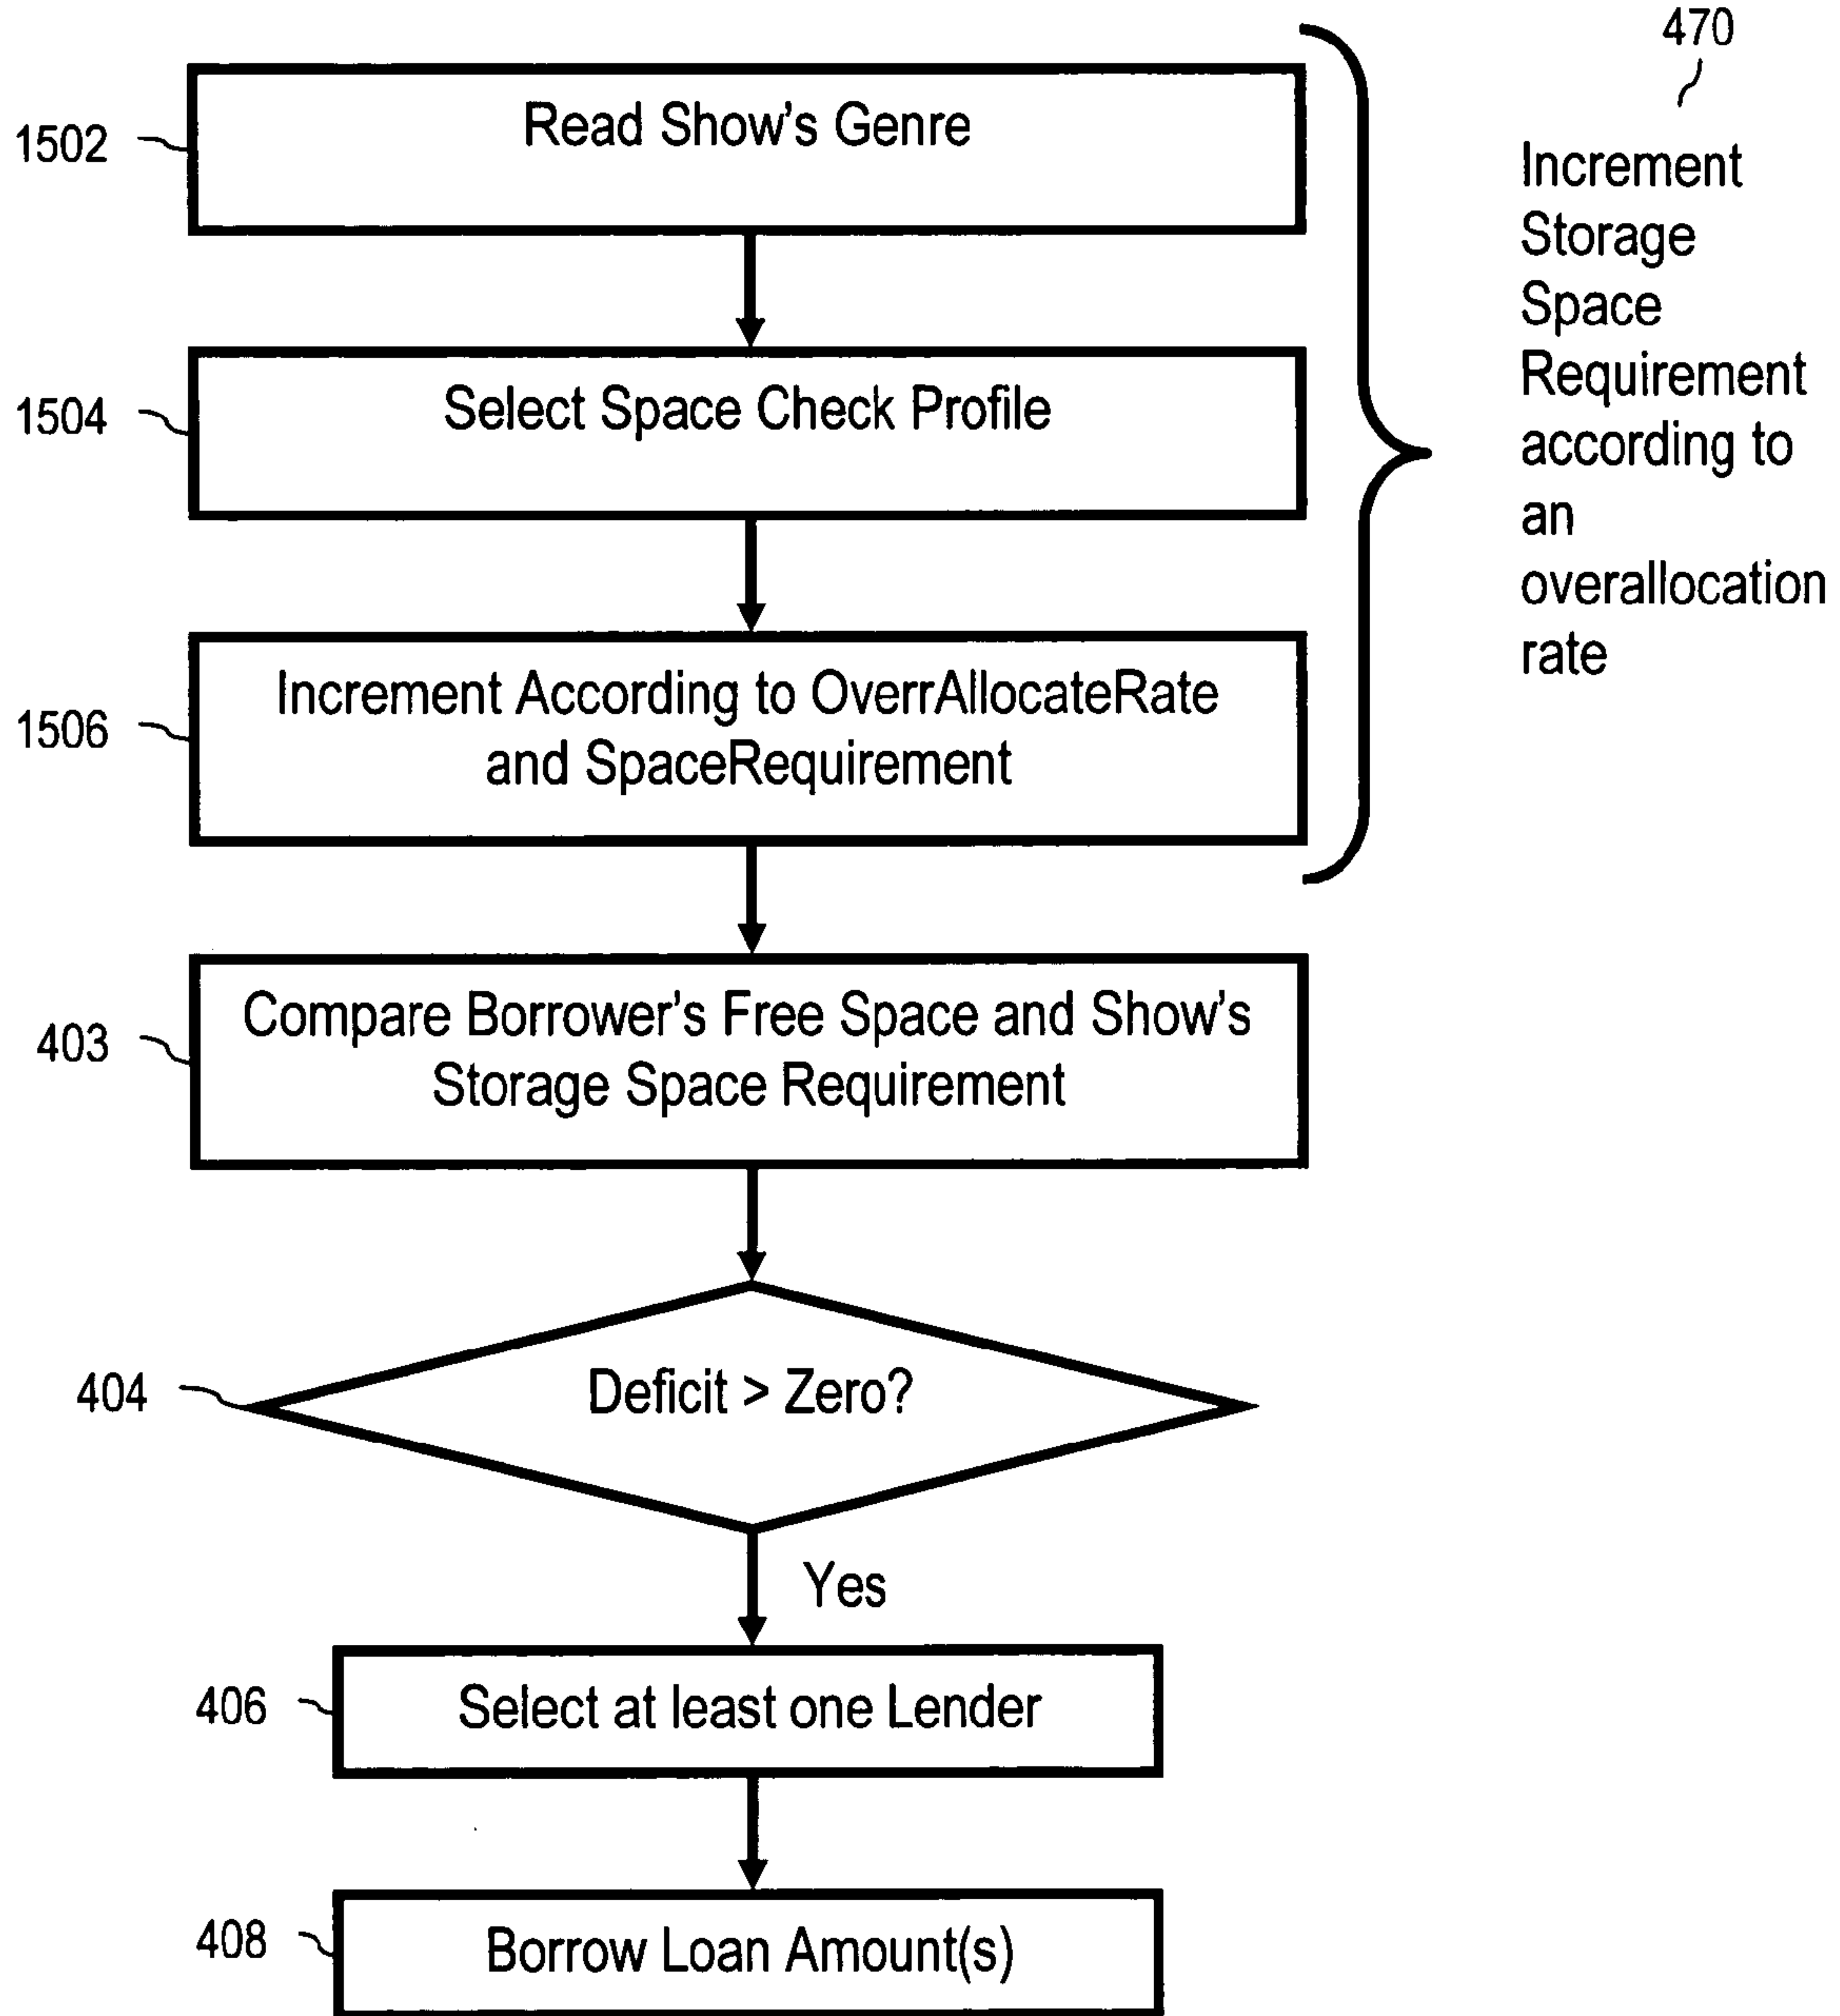 1502
Read Show's Genre
1504
Select Space Check Profile
1506
Increment According to OverrAllocateRate
and SpaceRequirement
470
Increment
Storage
Space
Requirement
according to
an
overallocation
rate
403
Compare Borrower's Free Space and Show's
Storage Space Requirement
404
Deficit > Zero?
Yes
406
Select at least one Lender
408
Borrow Loan Amount(s)